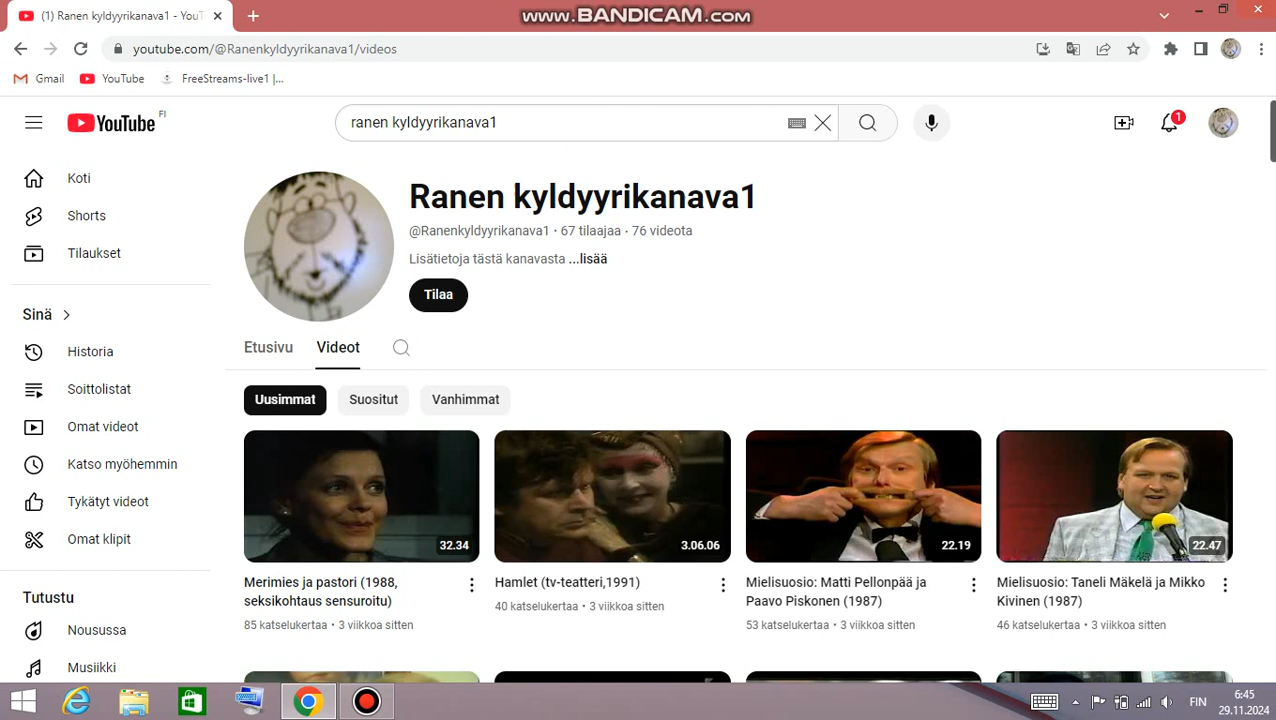 www.BANDICAM.com
(1) Ranen kyldyyrikanava1 - YouT
youtube.com/@Ranenkyldyyrikanava1/videos
Gmail YouTube FreeStreams-live1 |...
YouTube FI
ranen kyldyyrikanava1
1
Koti
Shorts
Tilaukset
Sinä
Historia
Soittolistat
Omat videot
Katso myöhemmin
Tykätyt videot
Omat klipit
Tutustu
Nousussa
Musiikki
Ranen kyldyyrikanava1
@Ranenkyldyyrikanava1 • 67 tilaajaa • 76 videota
Lisätietoja tästä kanavasta ...lisää
Tilaa
Etusivu Videot
Uusimmat Suositut Vanhimmat
32.34
Merimies ja pastori (1988,
seksikohtaus sensuroitu)
85 katselukertaa • 3 viikkoa sitten
3.06.06
Hamlet (tv-teatteri,1991)
40 katselukertaa • 3 viikkoa sitten
22.19
Mielisuosio: Matti Pellonpää ja
Paavo Piskonen (1987)
53 katselukertaa • 3 viikkoa sitten
22.47
Mielisuosio: Taneli Mäkelä ja Mikko
Kivinen (1987)
46 katselukertaa • 3 viikkoa sitten
FIN
6:45
29.11.2024